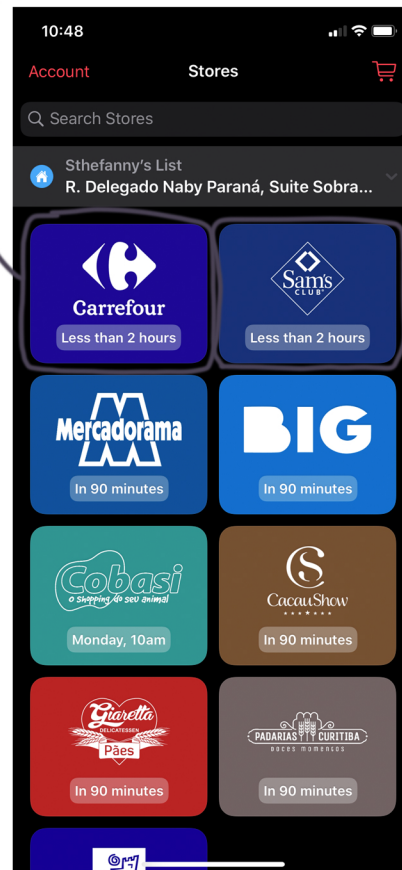 10:48
Account
Stores
Search Stores
Sthefanny's List
R. Delegado Naby Paraná, Suite Sobra...
Carrefour
Less than 2 hours
Sam's
CLUB
Less than 2 hours
Mercadorama
In 90 minutes
BIG
In 90 minutes
Cobasi
o shopping do seu animal
Monday, 10am
CacauShow
In 90 minutes
Giaretta
DELICATESSEN
Pães
In 90 minutes
PADARIAS CURITIBA
DOCES MOMENTOS
In 90 minutes